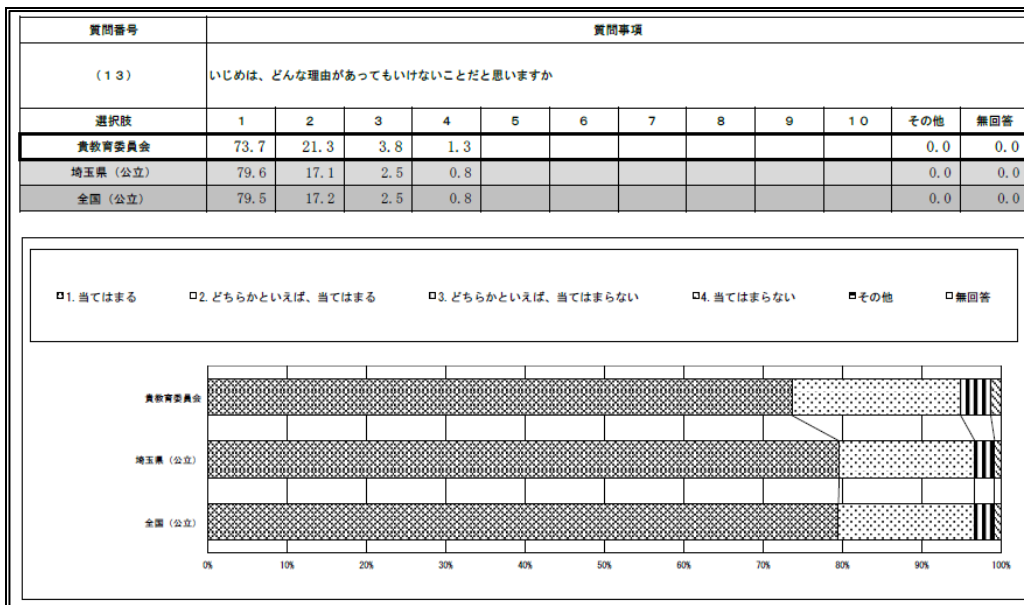 質問番号 質問事項
（１３） いじめは、どんな理由があってもいけないことだと思いますか
選択肢 1 2 3 4 5 6 7 8 9 10 その他 無回答
貴教育委員会 73.7 21.3 3.8 1.3 0.0 0.0
埼玉県（公立） 79.6 17.1 2.5 0.8 0.0 0.0
全国（公立） 79.5 17.2 2.5 0.8 0.0 0.0
1.当てはまる 2.どちらかといえば、当てはまる 3.どちらかといえば、当てはまらない 4.当てはまらない その他 無回答
貴教育委員会
埼玉県（公立）
全国（公立）
0% 10% 20% 30% 40% 50% 60% 70% 80% 90% 100%